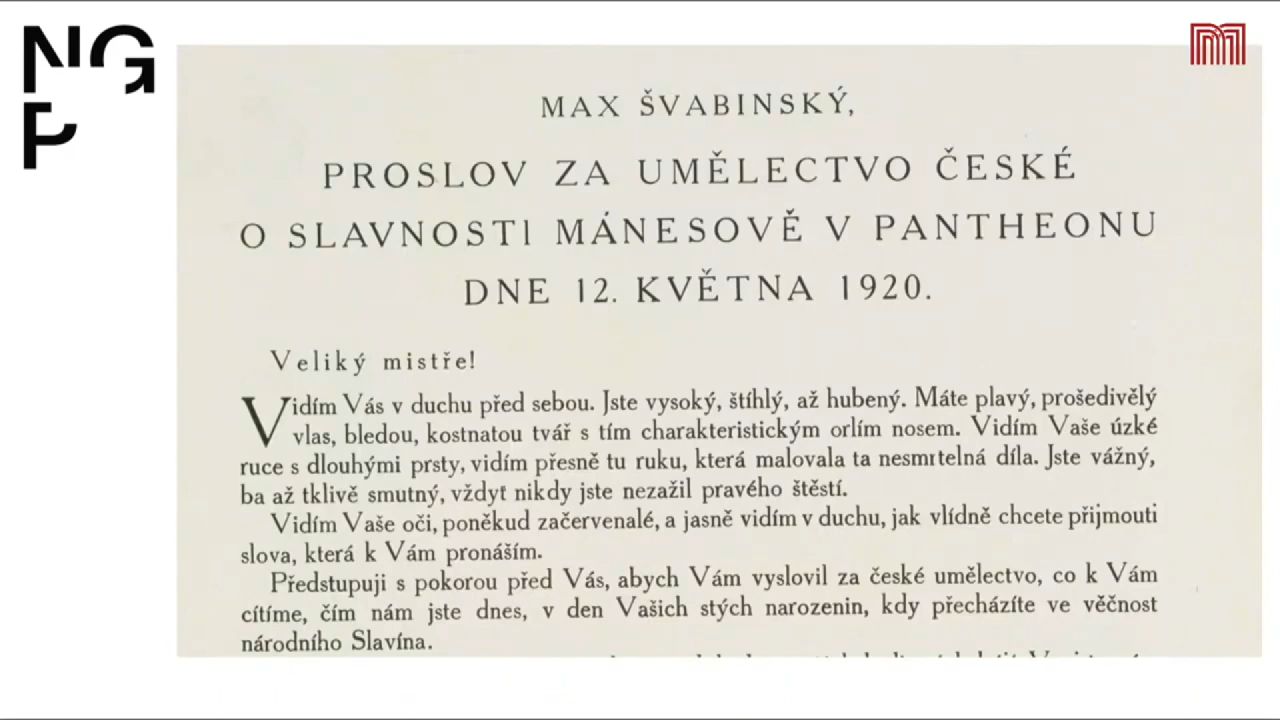 NG
P
MAX ŠVABINSKÝ,
PROSLOV ZA UMĚLECTVO ČESKÉ
O SLAVNOSTI MÁNESOVĚ V PANTHEONU
DNE 12. KVĚTNA 1920.
Veliký mistře!
Vidím Vás v duchu před sebou. Jste vysoký, štíhlý, až hubený. Máte plavý, prošedivělý
vlas, bledou, kostnatou tvář s tím charakteristickým orlím nosem. Vidím Vaše úzké
ruce s dlouhými prsty, vidím přesně tu ruku, která malovala ta nesmrtelná díla. Jste vážný,
ba až tklivě smutný, vždyť nikdy jste nezažil pravého štěstí.
Vidím Vaše oči, poněkud začervenalé, a jasně vidím v duchu, jak vlídně chcete přijmouti
slova, která k Vám pronáším.
Předstupuji s pokorou před Vás, abych Vám vyslovil za české umělectvo, co k Vám
cítíme, čím nám jste dnes, v den Vašich stých narozenin, kdy přecházíte ve věčnost
národního Slavína.